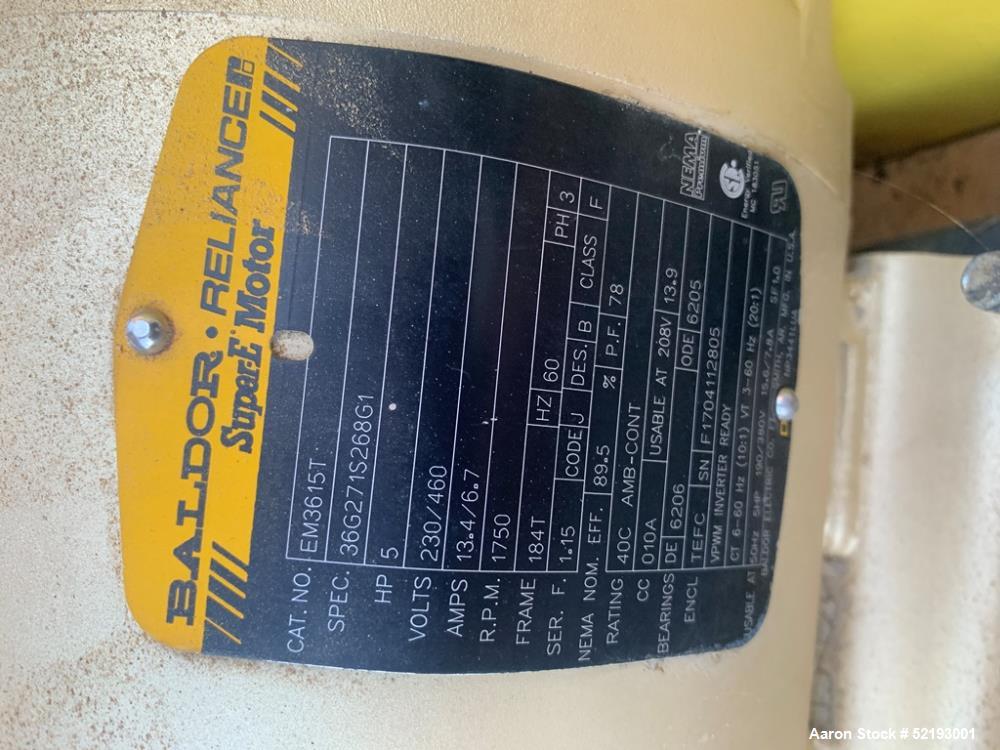 BALDOR · RELIANCE
Super-E Motor
CAT. NO. EM3615T
SPEC. 36G271S268G1
HP 5
VOLTS 230/460
AMPS 13.4/6.7
R.P.M. 1750
FRAME 184T HZ 60 PH 3
SER. F. 1.15 CODE J DES. B CLASS F
NEMA NOM. EFF. 89.5 % P.F. 78
RATING 40C AMB-CONT
CC 010A USABLE AT 208V 13.9
BEARINGS DE 6206 ODE 6205
ENCL TEFC SN F1704112805
VPWM INVERTER READY
CT 6-60 HZ (10:1) VT 3-60 HZ (20:1)
USABLE AT 50HZ 5HP 190/380V 15.6/7.8A SF1.0
BALDOR ELECTRIC CO. AR, MFG. IN U.S.A.
NEMA
Premium
Energy Verified
Aaron Stock # 52193001